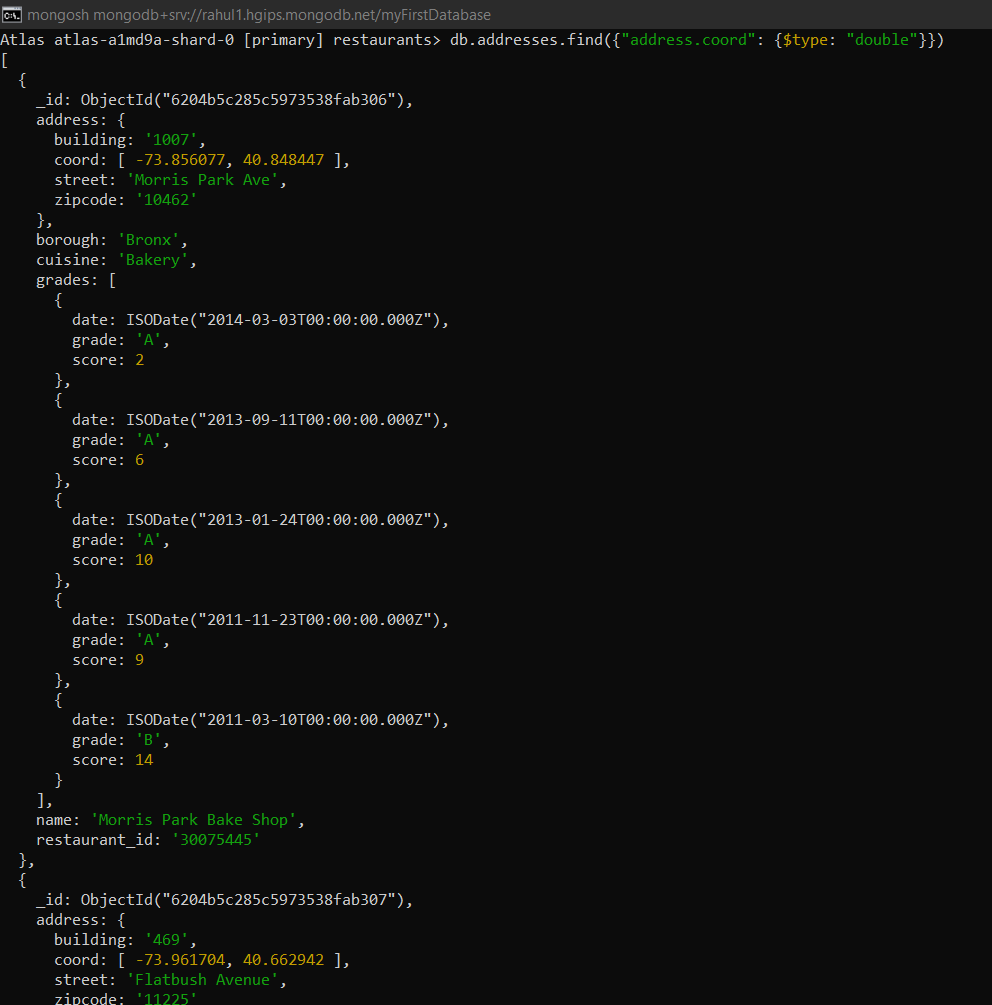 mongosh mongodb+srv://rahul1.hgips.mongodb.net/myFirstDatabase
Atlas atlas-a1md9a-shard-0 [primary] restaurants> db.addresses.find({"address.coord": {$type: "double"}})
[
  {
    _id: ObjectId("6204b5c285c5973538fab306"),
    address: {
      building: '1007',
      coord: [ -73.856077, 40.848447 ],
      street: 'Morris Park Ave',
      zipcode: '10462'
    },
    borough: 'Bronx',
    cuisine: 'Bakery',
    grades: [
      {
        date: ISODate("2014-03-03T00:00:00.000Z"),
        grade: 'A',
        score: 2
      },
      {
        date: ISODate("2013-09-11T00:00:00.000Z"),
        grade: 'A',
        score: 6
      },
      {
        date: ISODate("2013-01-24T00:00:00.000Z"),
        grade: 'A',
        score: 10
      },
      {
        date: ISODate("2011-11-23T00:00:00.000Z"),
        grade: 'A',
        score: 9
      },
      {
        date: ISODate("2011-03-10T00:00:00.000Z"),
        grade: 'B',
        score: 14
      }
    ],
    name: 'Morris Park Bake Shop',
    restaurant_id: '30075445'
  },
  {
    _id: ObjectId("6204b5c285c5973538fab307"),
    address: {
      building: '469',
      coord: [ -73.961704, 40.662942 ],
      street: 'Flatbush Avenue',
      zipcode: '11225'